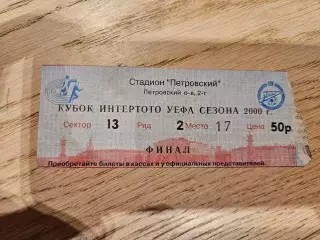 Стадион "Петровский"
Петровский о-в, 2-г
КУБОК ИНТЕРТОТО УЕФА СЕЗОНА 2000 г.
Сектор 13 Ряд 2 Место 17 Цена 50р
ФИНАЛ
Приобретайте билеты в кассах и у официальных представителей.